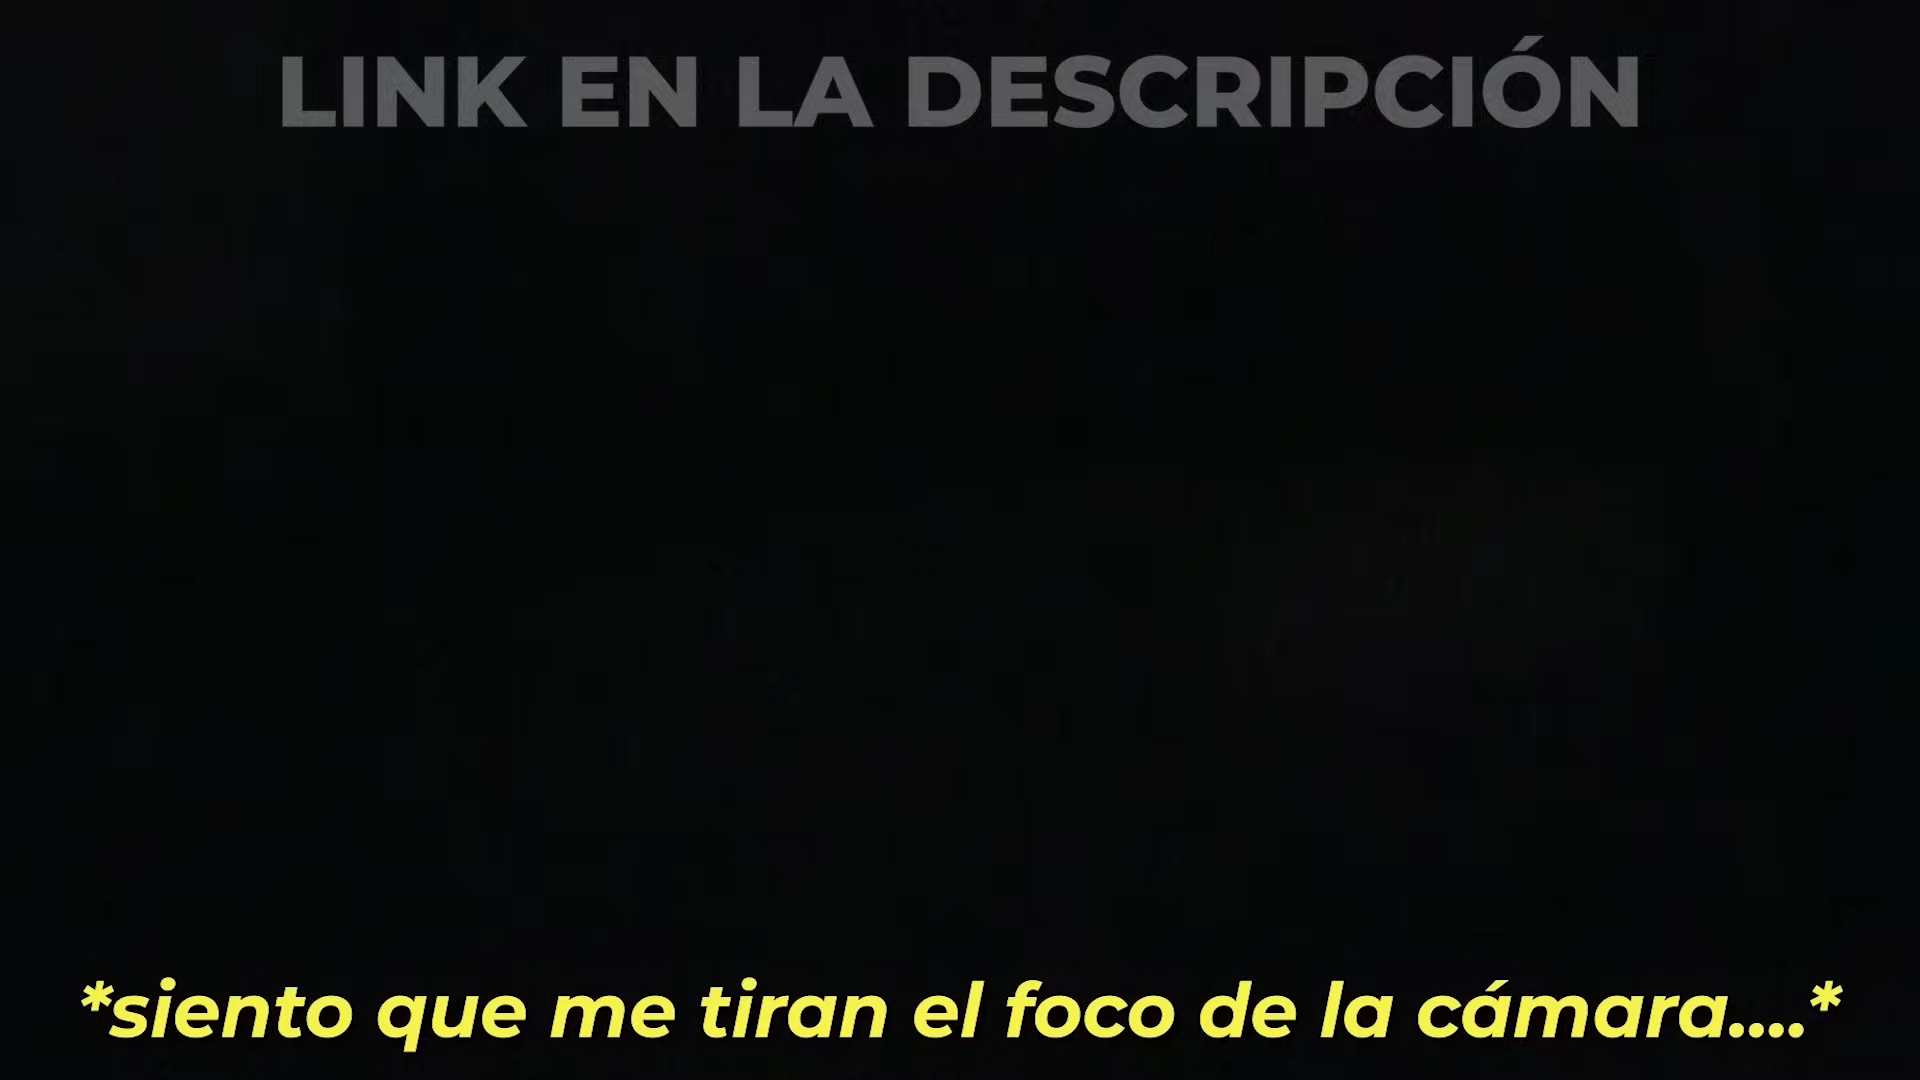 LINK EN LA DESCRIPCIÓN
*siento que me tiran el foco de la cámara....*